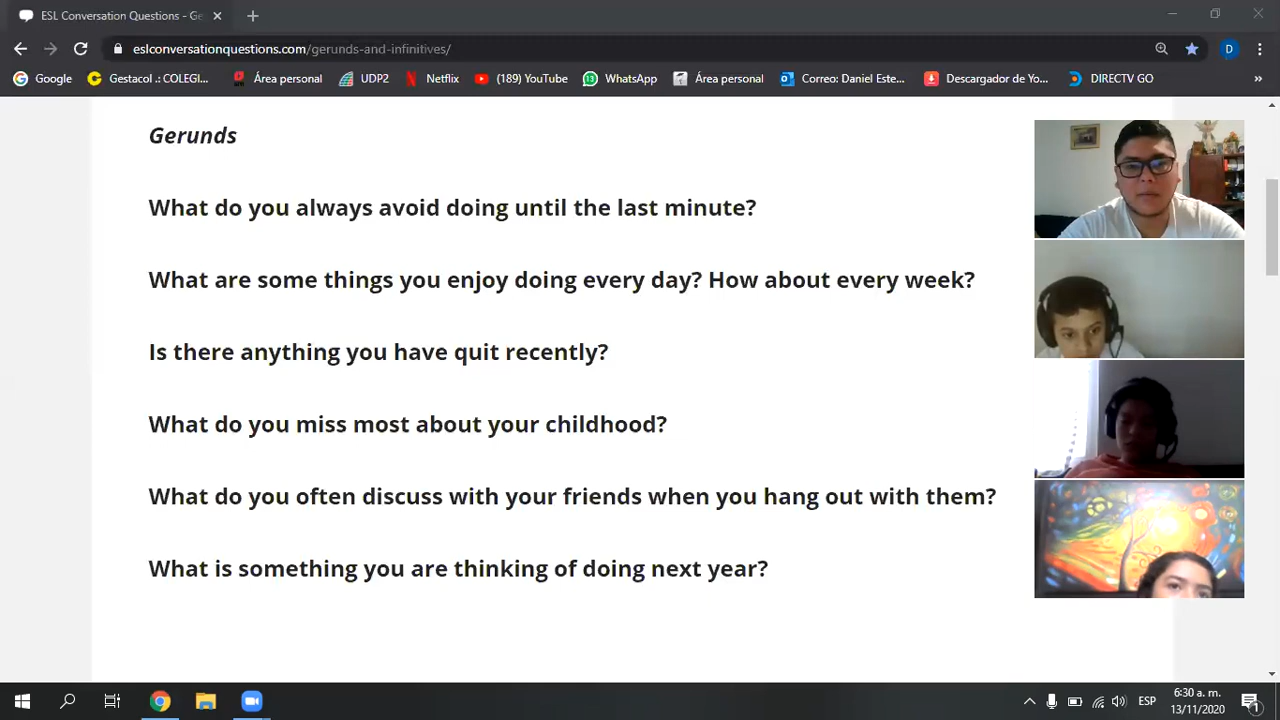 ESL Conversation Questions - Ge
eslconversationquestions.com/gerunds-and-infinitives/
D
Google
Gestacol .: COLEGI...
Área personal
UDP2
Netflix
(189) YouTube
13
WhatsApp
Área personal
Correo: Daniel Este...
Descargador de Yo...
DIRECTV GO
»
Gerunds
What do you always avoid doing until the last minute?
What are some things you enjoy doing every day? How about every week?
Is there anything you have quit recently?
What do you miss most about your childhood?
What do you often discuss with your friends when you hang out with them?
What is something you are thinking of doing next year?
ESP
6:30 a. m.
13/11/2020
1